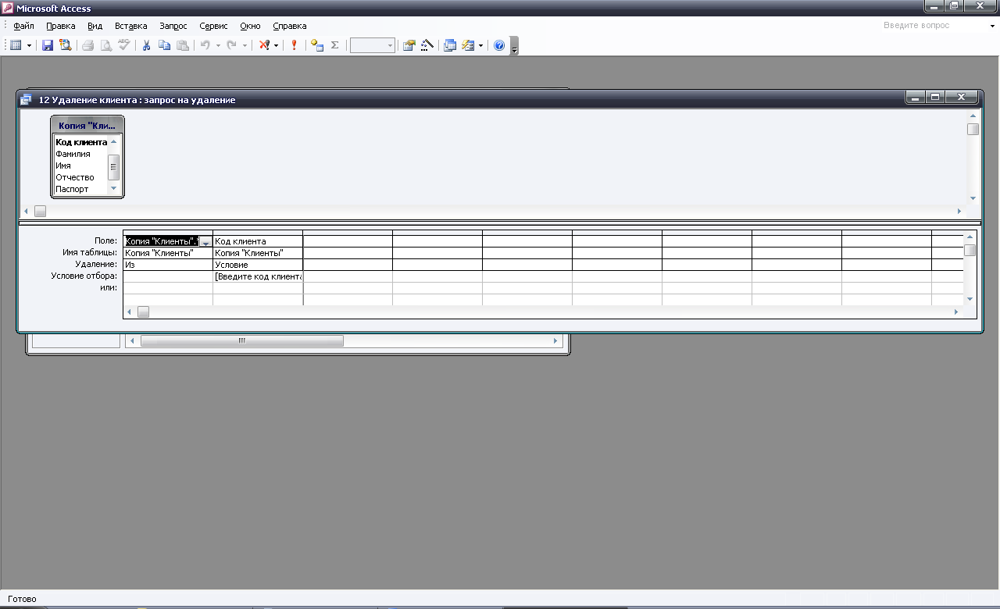 Microsoft Access
Файл Правка Вид Вставка Запрос Сервис Окно Справка Введите вопрос
12 Удаление клиента : запрос на удаление
Копия "Кли...
Код клиента
Фамилия
Имя
Отчество
Паспорт
Поле: Копия "Клиенты". Код клиента
Имя таблицы: Копия "Клиенты" Копия "Клиенты"
Удаление: Из Условие
Условие отбора: [Введите код клиента
или:
Готово